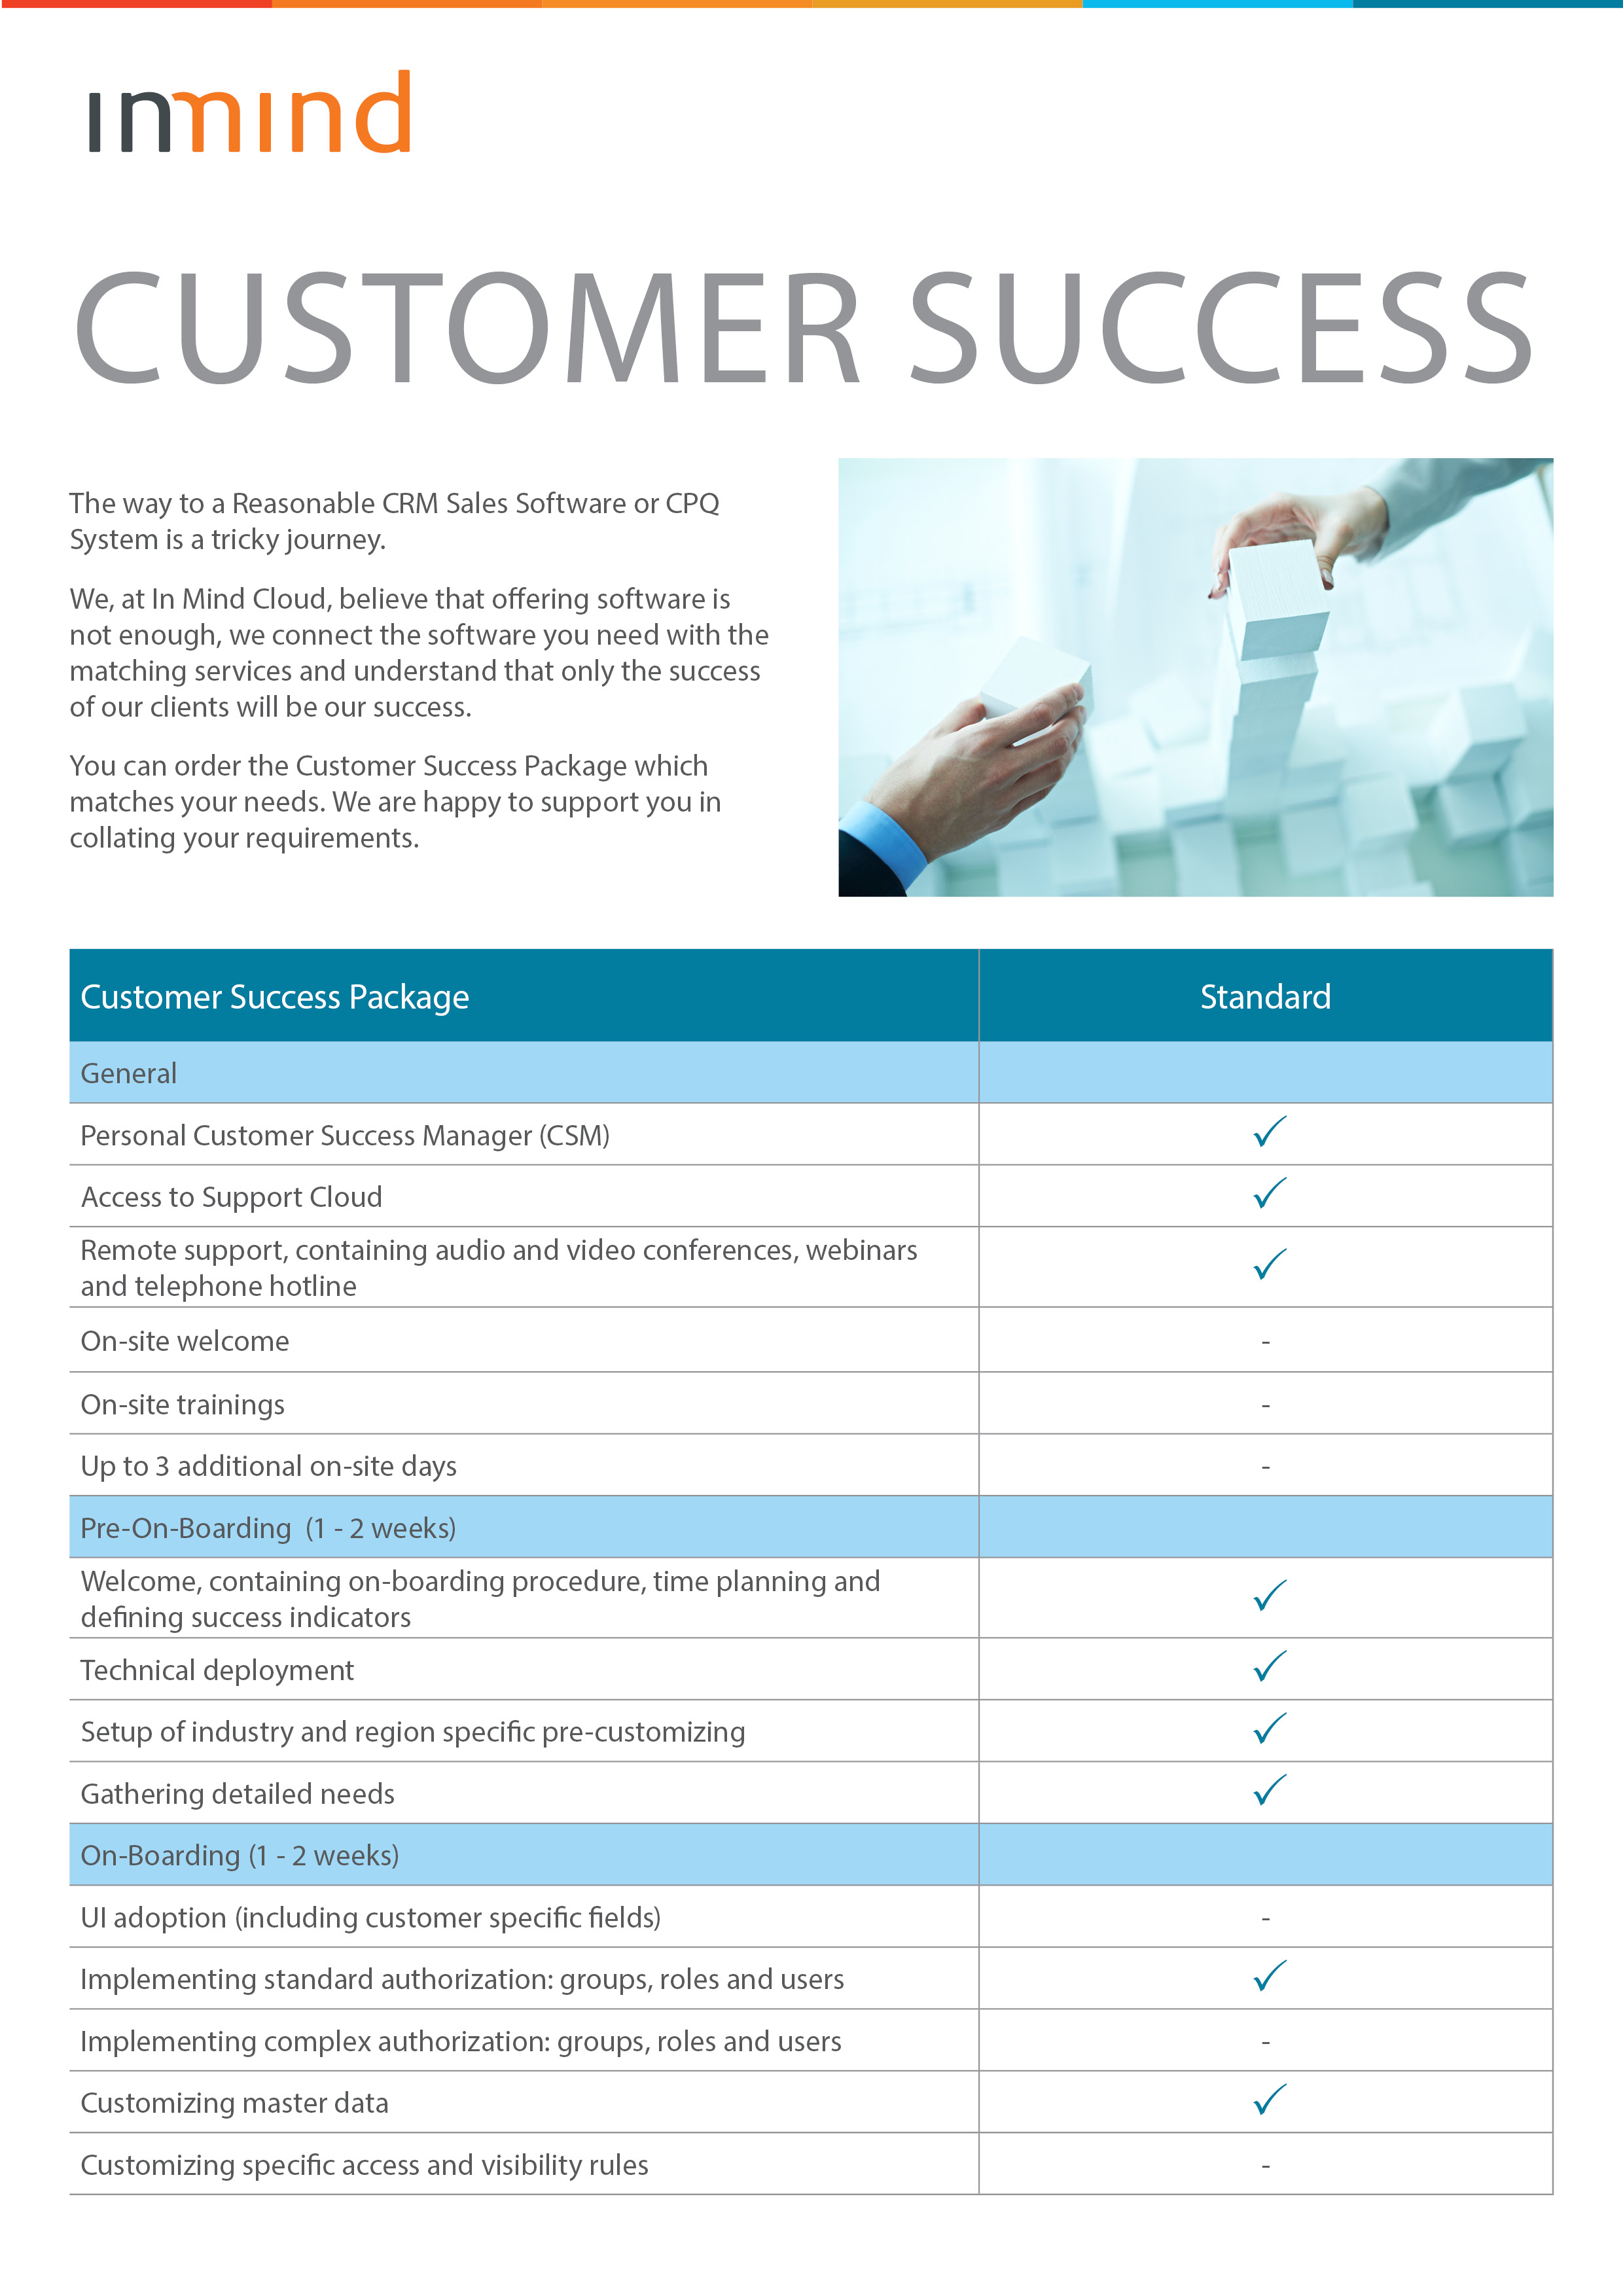 inmind
CUSTOMER SUCCESS
The way to a Reasonable CRM Sales Software or CPQ
System is a tricky journey.
We, at In Mind Cloud, believe that offering software is
not enough, we connect the software you need with the
matching services and understand that only the success
of our clients will be our success.
You can order the Customer Success Package which
matches your needs. We are happy to support you in
collating your requirements.
Customer Success Package Standard
General
Personal Customer Success Manager (CSM) ✓
Access to Support Cloud ✓
Remote support, containing audio and video conferences, webinars
and telephone hotline ✓
On-site welcome -
On-site trainings -
Up to 3 additional on-site days -
Pre-On-Boarding (1 - 2 weeks)
Welcome, containing on-boarding procedure, time planning and
defining success indicators ✓
Technical deployment ✓
Setup of industry and region specific pre-customizing ✓
Gathering detailed needs ✓
On-Boarding (1 - 2 weeks)
UI adoption (including customer specific fields) -
Implementing standard authorization: groups, roles and users ✓
Implementing complex authorization: groups, roles and users -
Customizing master data ✓
Customizing specific access and visibility rules -